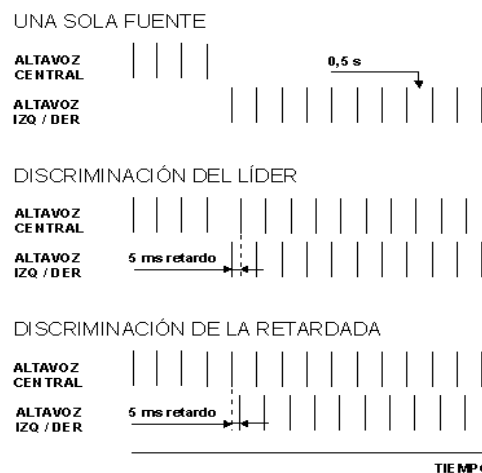 UNA SOLA FUENTE
ALTAVOZ
CENTRAL
0,5 s
ALTAVOZ
IZQ / DER
DISCRIMINACIÓN DEL LÍDER
ALTAVOZ
CENTRAL
ALTAVOZ
IZQ / DER
5 ms retardo
DISCRIMINACIÓN DE LA RETARDADA
ALTAVOZ
CENTRAL
ALTAVOZ
IZQ / DER
5 ms retardo
TIEMPO